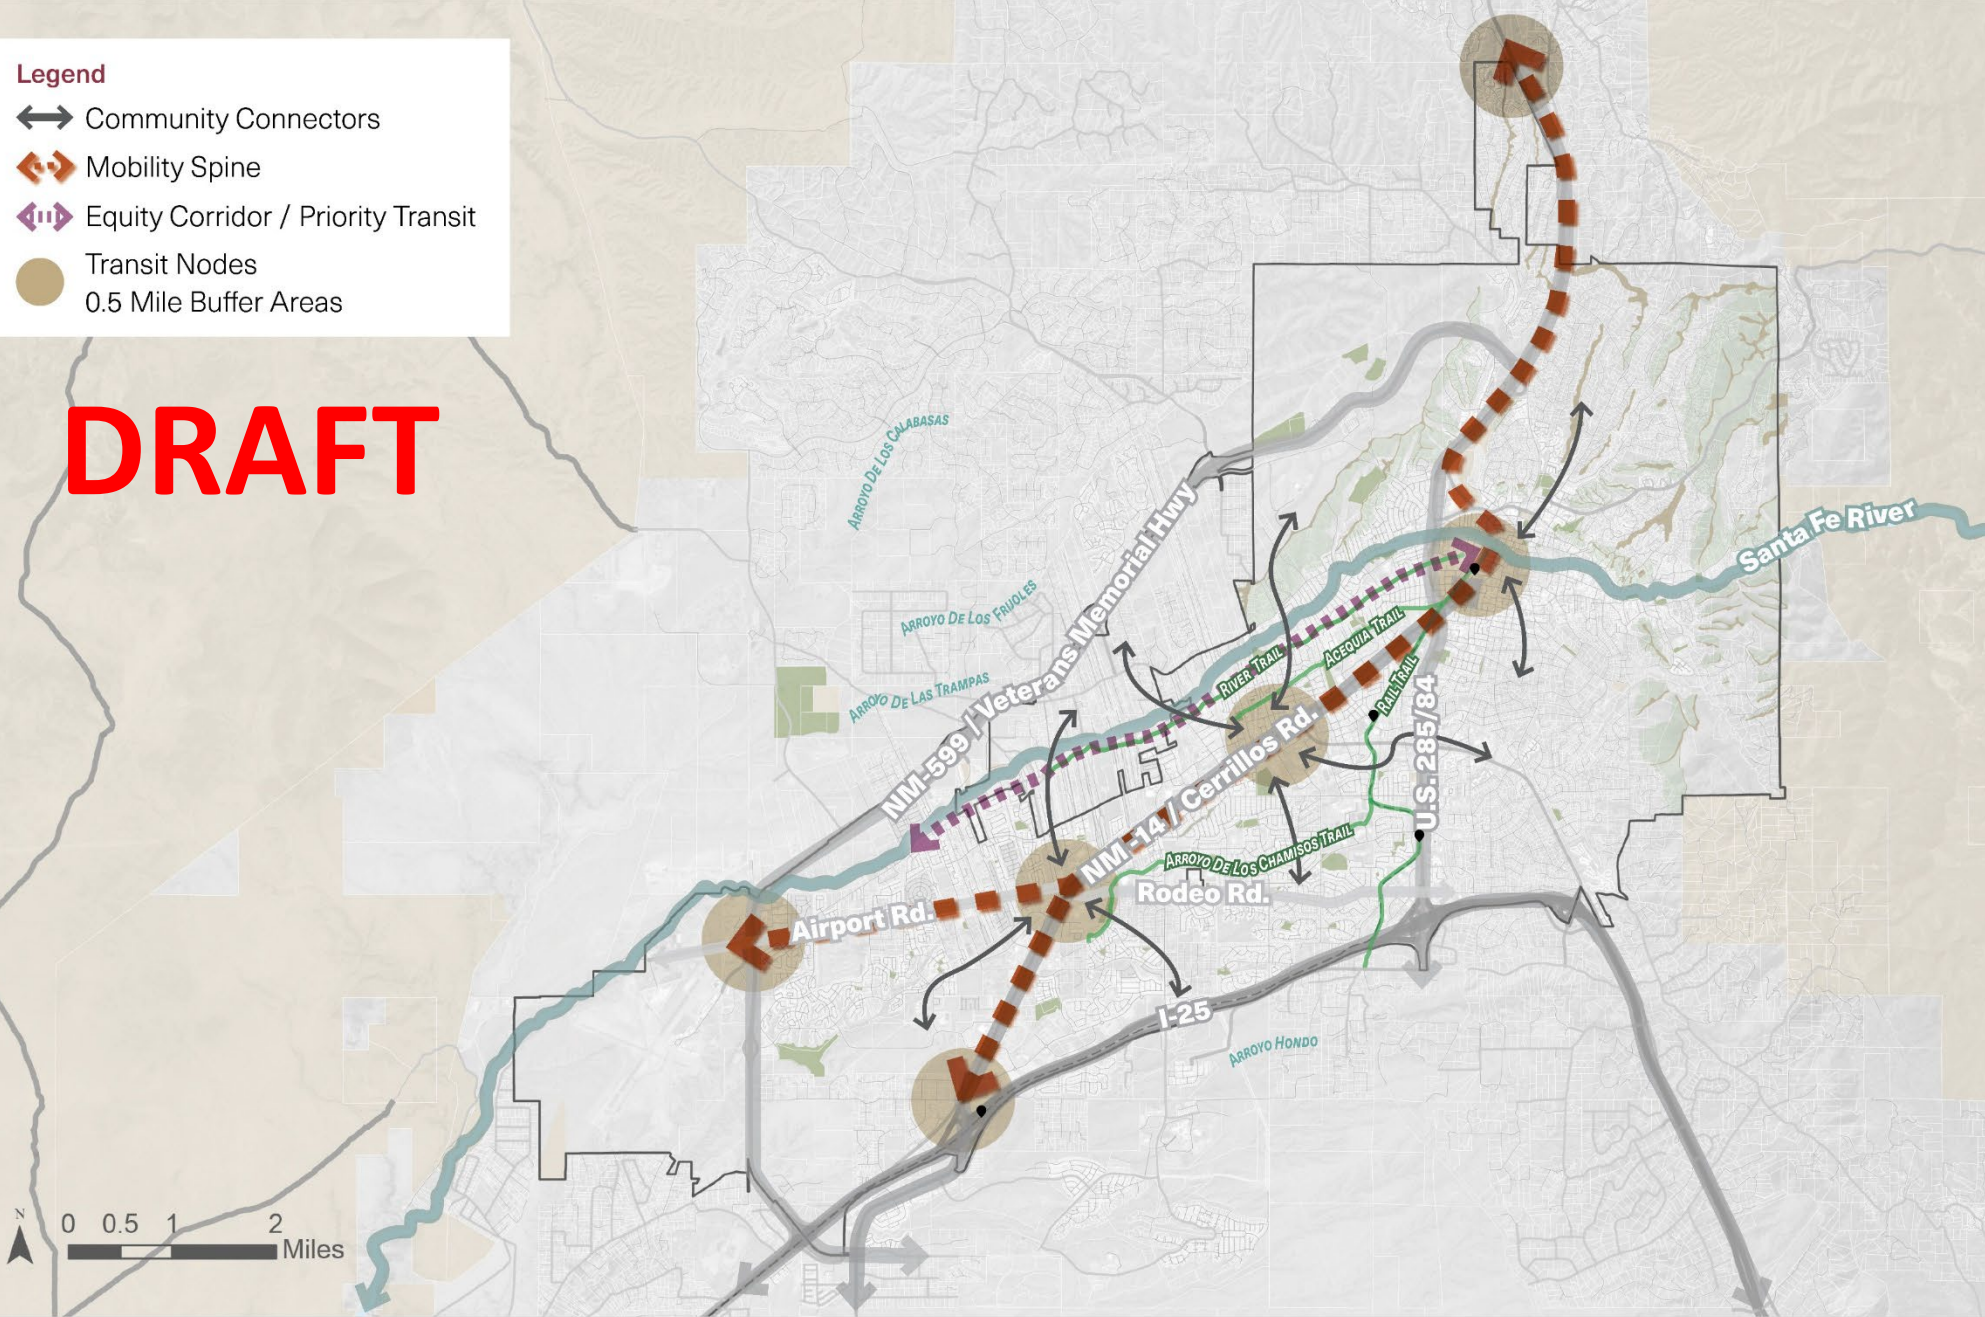 Legend
Community Connectors
Mobility Spine
Equity Corridor / Priority Transit
Transit Nodes
0.5 Mile Buffer Areas
DRAFT
ARROYO DE LOS CALABASAS
NM-599 / Veterans Memorial Hwy
Santa Fe River
ARROYO DE LOS FRIJOLES
ARROYO DE LAS TRAMPAS
RIVER TRAIL
ACEQUIA TRAIL
RAIL TRAIL
U.S. 285/84
NM-14 / Cerrillos Rd.
ARROYO DE LOS CHAMISOS TRAIL
Rodeo Rd.
Airport Rd.
I-25
ARROYO HONDO
N
0 0.5 1 2
Miles